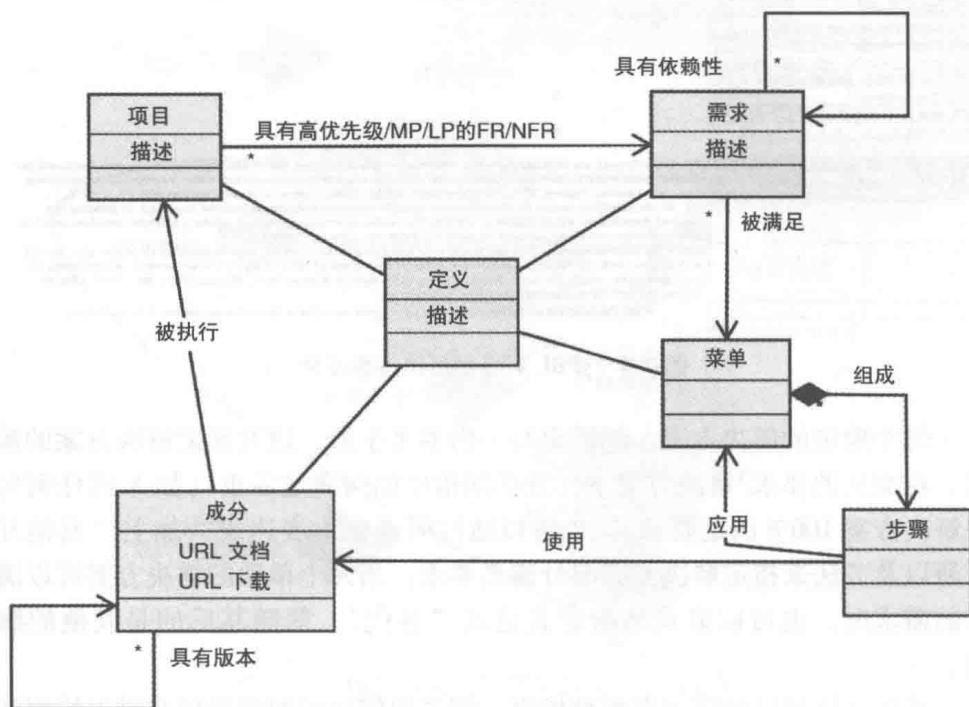 具有依赖性
*
项目
描述
具有高优先级/MP/LP的FR/NFR
*
需求
描述
*
被满足
定义
描述
被执行
菜单
组成
*
成分
URL 文档
URL 下载
使用
应用
步骤
*
具有版本